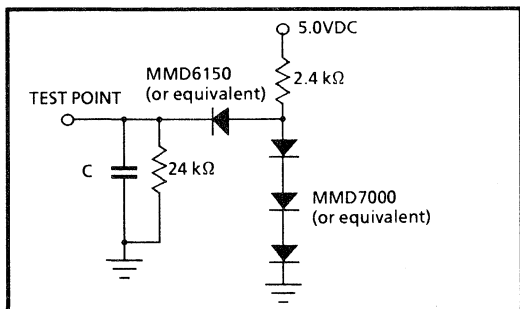 5.0VDC
MMD6150
(or equivalent)
2.4 kΩ
TEST POINT
C
24 kΩ
MMD7000
(or equivalent)